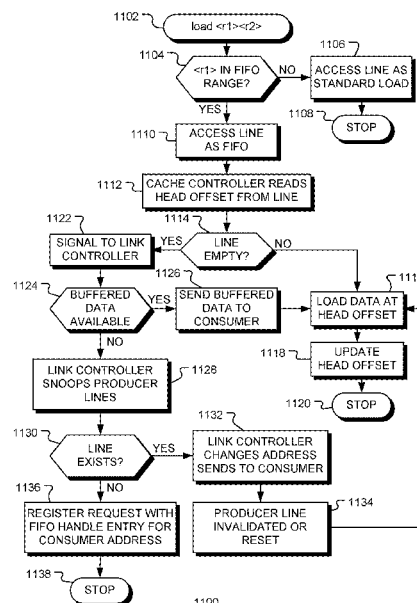 1102
load <r1><r2>
1104
<r1> IN FIFO
RANGE?
NO
YES
1106
ACCESS LINE AS
STANDARD LOAD
1108
STOP
1110
ACCESS LINE
AS FIFO
1112
CACHE CONTROLLER READS
HEAD OFFSET FROM LINE
1114
LINE
EMPTY?
YES
NO
1122
SIGNAL TO LINK
CONTROLLER
1124
BUFFERED
DATA
AVAILABLE
YES
NO
1126
SEND BUFFERED
DATA TO
CONSUMER
111
LOAD DATA AT
HEAD OFFSET
1118
UPDATE
HEAD OFFSET
1120
STOP
LINK
CONTROLLER
SNOOPS PRODUCER
LINES
1128
1130
LINE
EXISTS?
YES
NO
1132
LINK CONTROLLER
CHANGES ADDRESS
SENDS TO CONSUMER
1134
PRODUCER LINE
INVALIDATED OR
RESET
1136
REGISTER REQUEST WITH
FIFO HANDLE ENTRY FOR
CONSUMER ADDRESS
1138
STOP